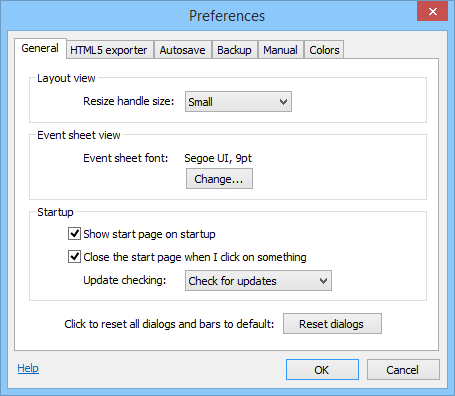 Preferences
General HTML5 exporter Autosave Backup Manual Colors
Layout view
Resize handle size: Small
Event sheet view
Event sheet font: Segoe UI, 9pt
Change...
Startup
Show start page on startup
Close the start page when I click on something
Update checking: Check for updates
Click to reset all dialogs and bars to default: Reset dialogs
Help OK Cancel